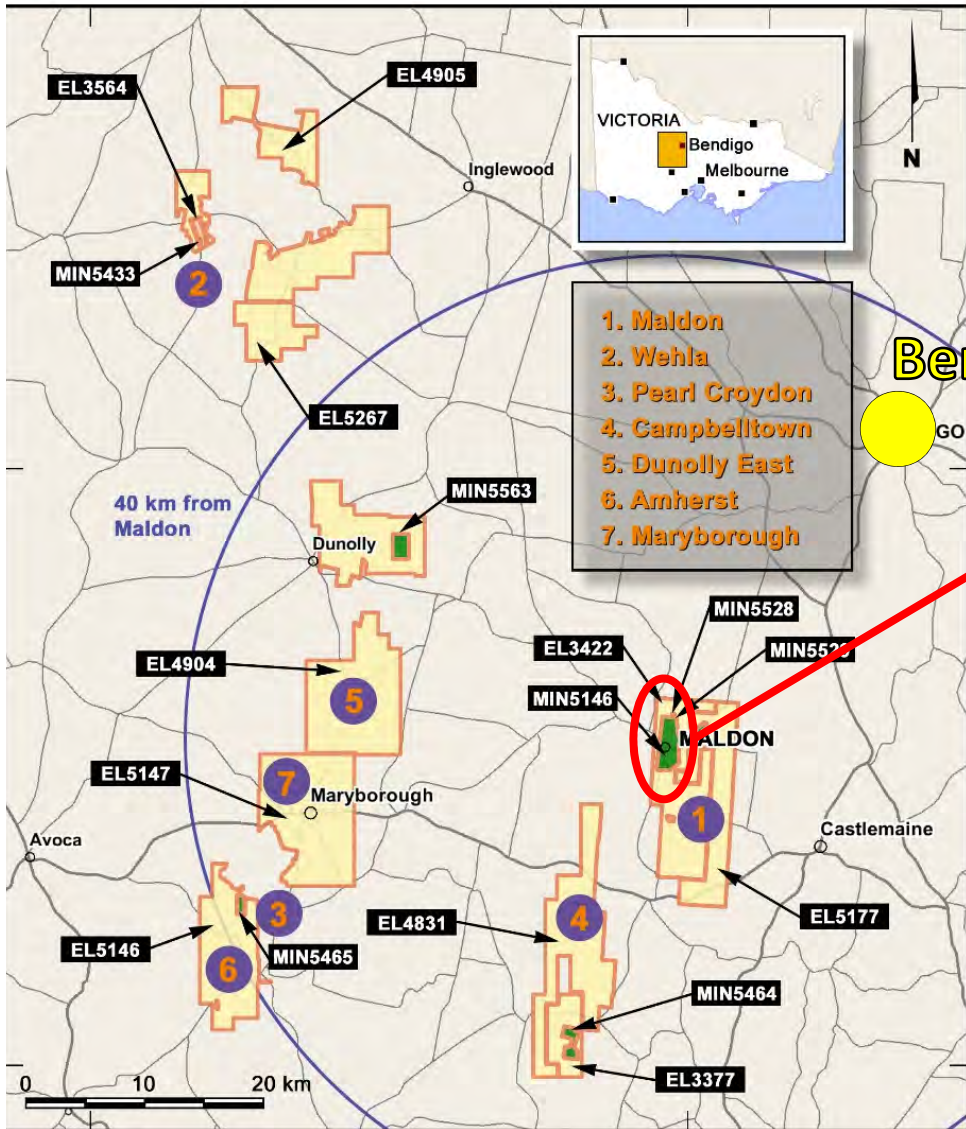 EL4905
EL3564
Inglewood
MIN5433
2
EL5267
VICTORIA
Bendigo
Melbourne
N
1. Maldon
2. Wehla
3. Pearl Croydon
4. Campbelltown
5. Dunolly East
6. Amherst
7. Maryborough
Ben
GO
40 km from
Maldon
MIN5563
Dunolly
MIN5528
EL3422
MIN5529
MIN5146
MALDON
EL4904
5
EL5147
7
Maryborough
Avoca
1
Castlemaine
3
4
EL4831
EL5177
EL5146
MIN5465
6
MIN5464
EL3377
0 10 20 km